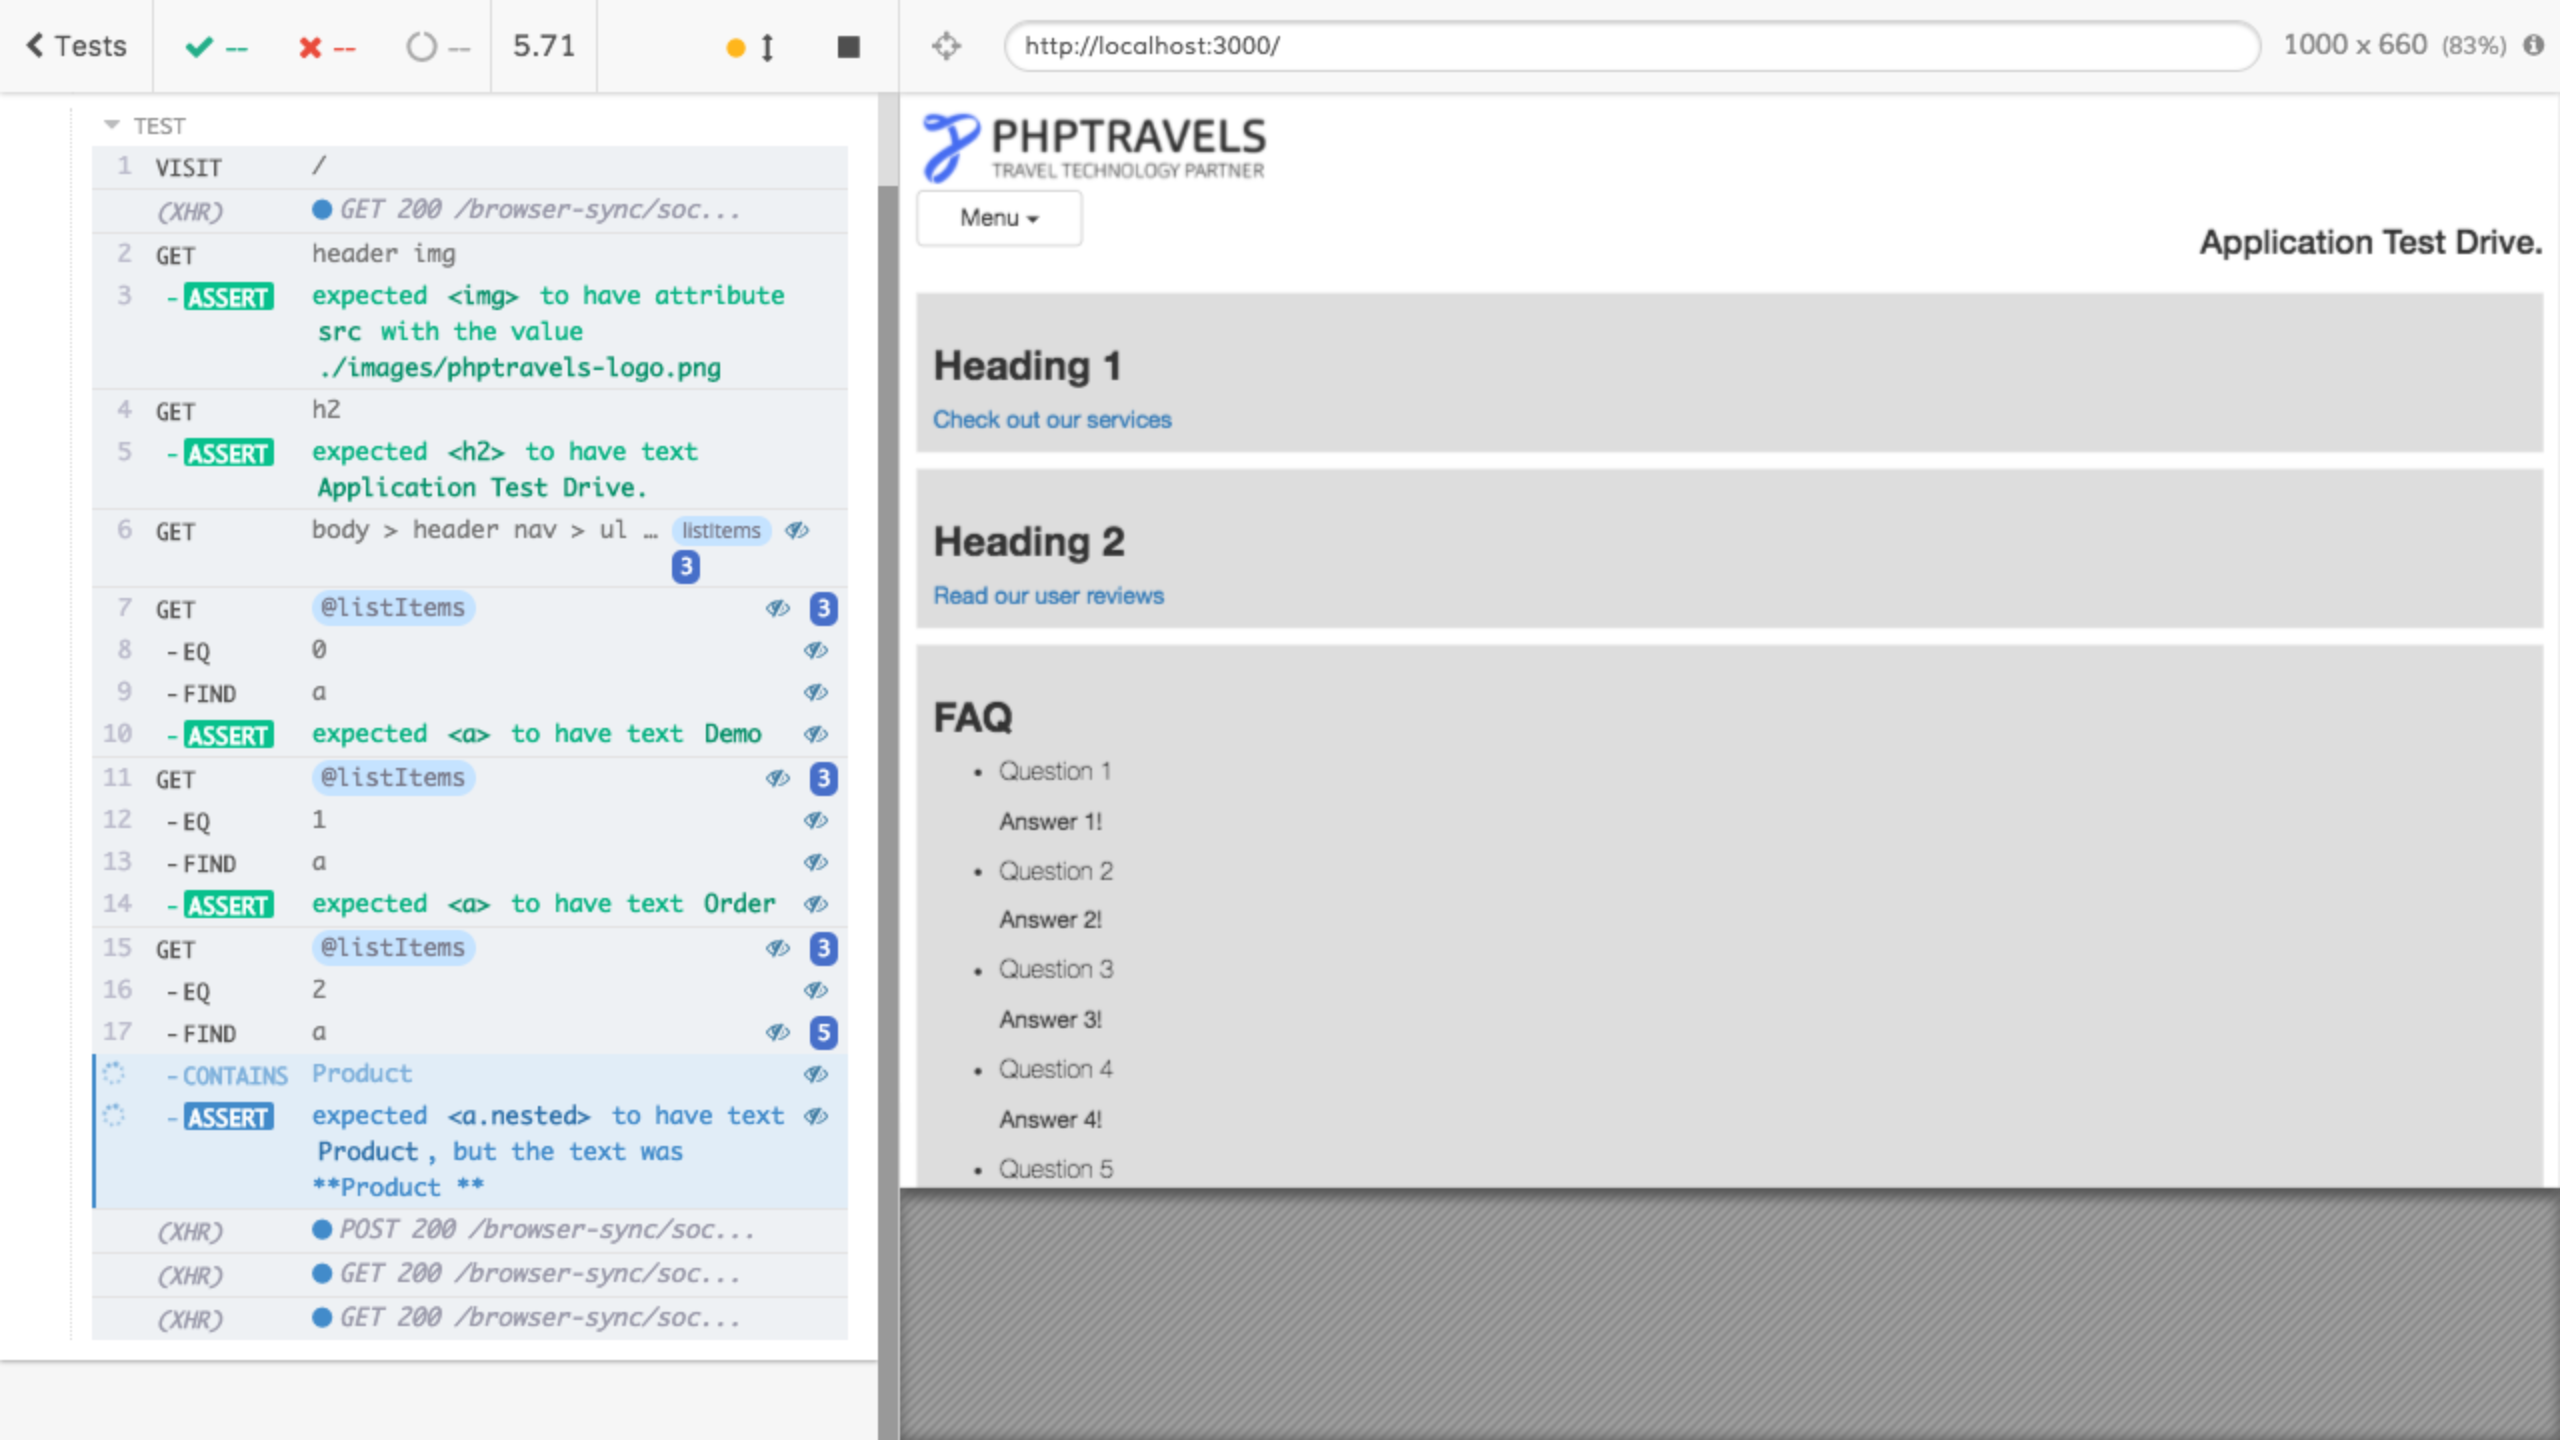 Tests -- -- -- 5.71
http://localhost:3000/ 1000 x 660 (83%)
TEST
1 VISIT /
(XHR) GET 200 /browser-sync/soc...
2 GET header img
3 -ASSERT expected <img> to have attribute
src with the value
./images/phptravels-logo.png
4 GET h2
5 -ASSERT expected <h2> to have text
Application Test Drive.
6 GET body > header nav > ul … listItems
3
7 GET @listItems 3
8 -EQ 0
9 -FIND a
10 -ASSERT expected <a> to have text Demo
11 GET @listItems 3
12 -EQ 1
13 -FIND a
14 -ASSERT expected <a> to have text Order
15 GET @listItems 3
16 -EQ 2
17 -FIND a 5
-CONTAINS Product
-ASSERT expected <a.nested> to have text
Product, but the text was
**Product **
(XHR) POST 200 /browser-sync/soc...
(XHR) GET 200 /browser-sync/soc...
(XHR) GET 200 /browser-sync/soc...
PHPTRAVELS
TRAVEL TECHNOLOGY PARTNER
Menu
Application Test Drive.
Heading 1
Check out our services
Heading 2
Read our user reviews
FAQ
• Question 1
Answer 1!
• Question 2
Answer 2!
• Question 3
Answer 3!
• Question 4
Answer 4!
• Question 5